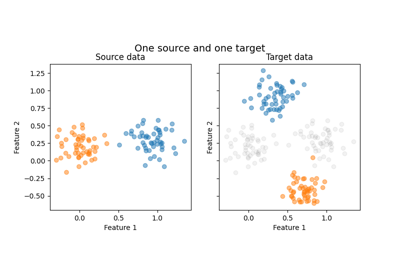 One source and one target
Source data
Target data
1.25
1.00
0.75
0.50
0.25
0.00
−0.25
−0.50
Feature 2
Feature 2
0.0
0.5
1.0
0.0
0.5
1.0
Feature 1
Feature 1